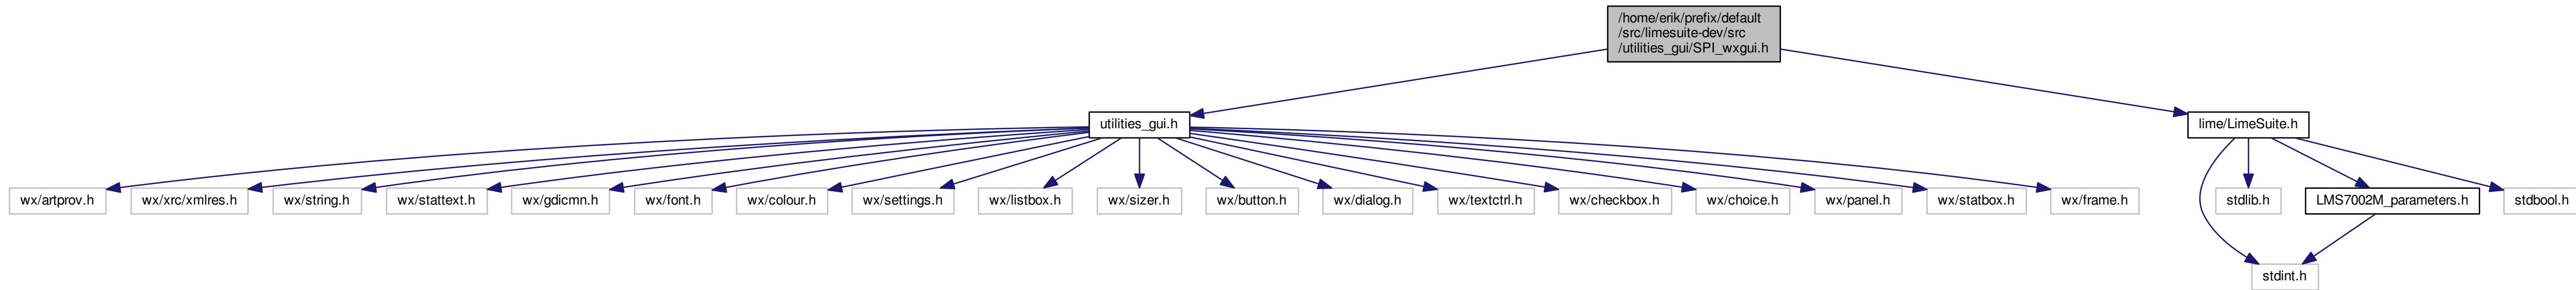 /home/erik/prefix/default
/src/limesuite-dev/src
/utilities_gui/SPI_wxgui.h
utilities_gui.h
lime/LimeSuite.h
wx/artprov.h
wx/xrc/xmlres.h
wx/string.h
wx/stattext.h
wx/gdicmn.h
wx/font.h
wx/colour.h
wx/settings.h
wx/listbox.h
wx/sizer.h
wx/button.h
wx/dialog.h
wx/textctrl.h
wx/checkbox.h
wx/choice.h
wx/panel.h
wx/statbox.h
wx/frame.h
stdlib.h
LMS7002M_parameters.h
stdbool.h
stdint.h